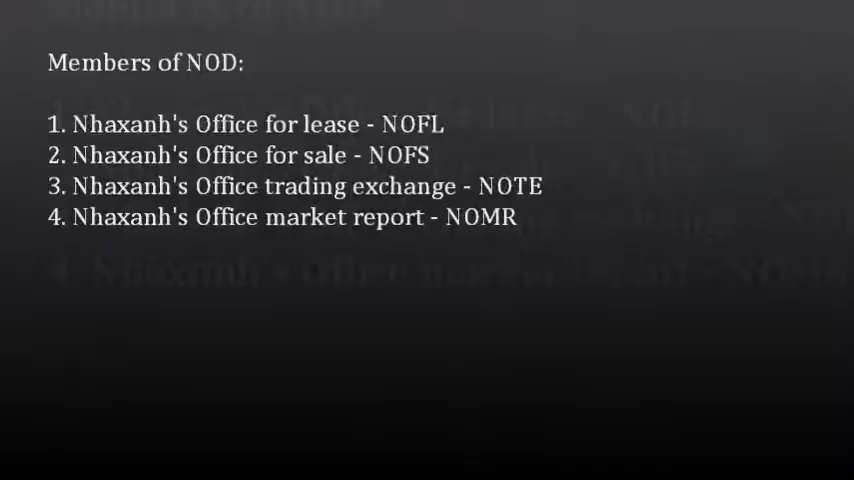 Members of NOD:
1. Nhaxanh's Office for lease - NOFL
2. Nhaxanh's Office for sale - NOFS
3. Nhaxanh's Office trading exchange - NOTE
4. Nhaxanh's Office market report - NOMR